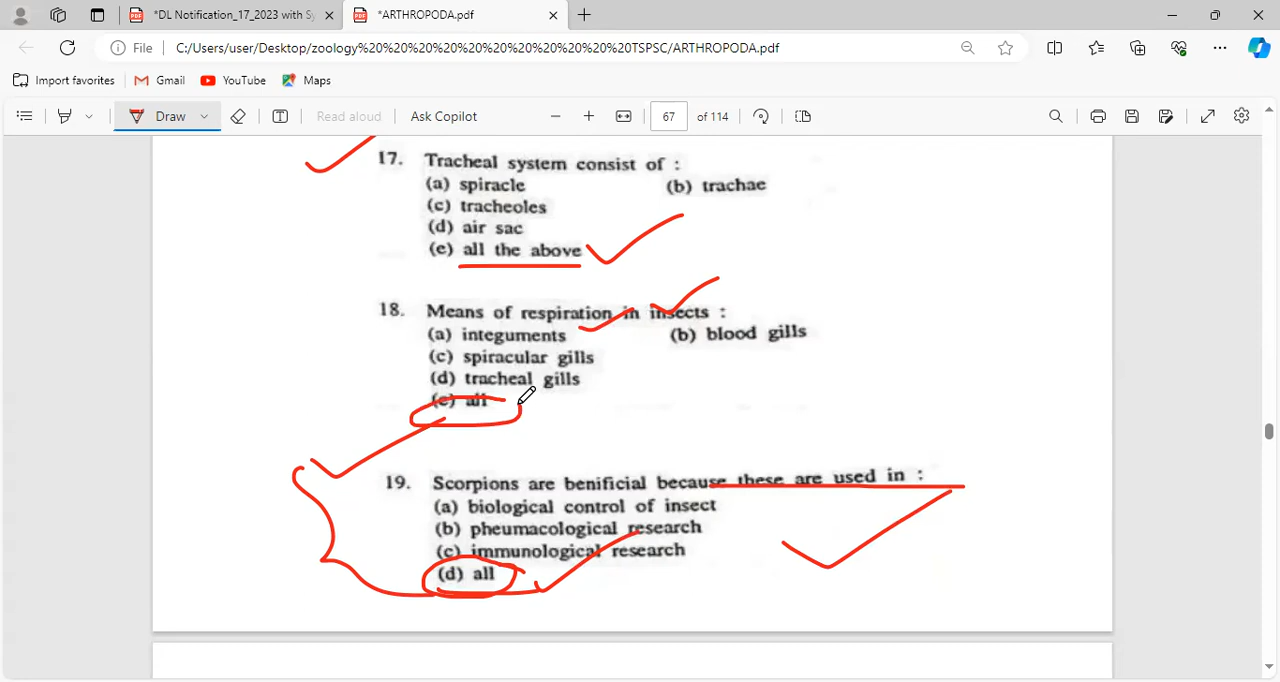 *DL Notification_17_2023 with Sy
*ARTHROPODA.pdf
File
C:/Users/user/Desktop/zoology%20%20%20%20%20%20%20%20%20%20TSPSC/ARTHROPODA.pdf
Import favorites
Gmail
YouTube
Maps
Draw
Read aloud
Ask Copilot
67 of 114
17. Tracheal system consist of :
(a) spiracle (b) trachae
(c) tracheoles
(d) air sac
(e) all the above
18. Means of respiration in insects :
(a) integuments (b) blood gills
(c) spiracular gills
(d) tracheal gills
(e) all
19. Scorpions are benificial because these are used in :
(a) biological control of insect
(b) pheumacological research
(c) immunological research
(d) all